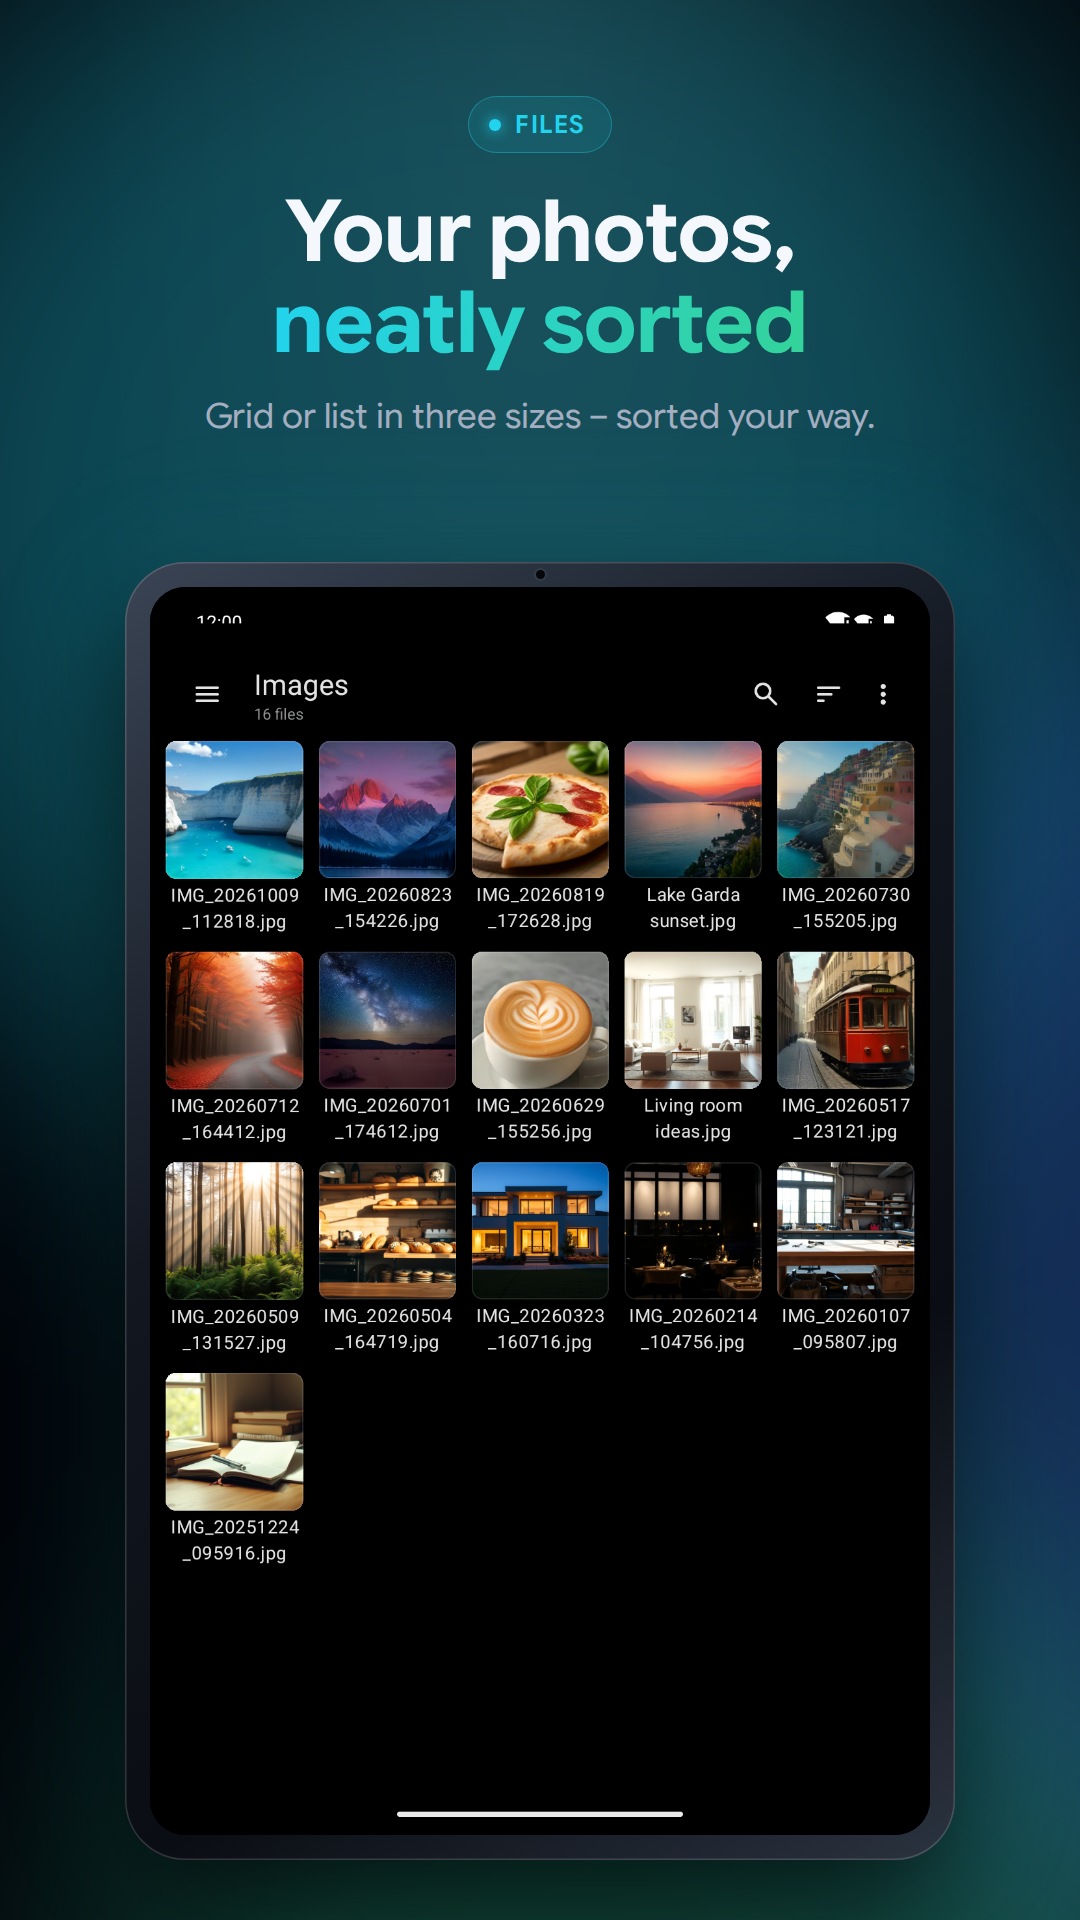 FILES
Your photos,
neatly sorted
Grid or list in three sizes – sorted your way.
12:00
Images
16 files
IMG_20261009 IMG_20260823 IMG_20260819 Lake Garda IMG_20260730
_112818.jpg _154226.jpg _172628.jpg sunset.jpg _155205.jpg
IMG_20260712 IMG_20260701 IMG_20260629 Living room IMG_20260517
_164412.jpg _174612.jpg _155256.jpg ideas.jpg _123121.jpg
IMG_20260509 IMG_20260504 IMG_20260323 IMG_20260214 IMG_20260107
_131527.jpg _164719.jpg _160716.jpg _104756.jpg _095807.jpg
IMG_20251224
_095916.jpg